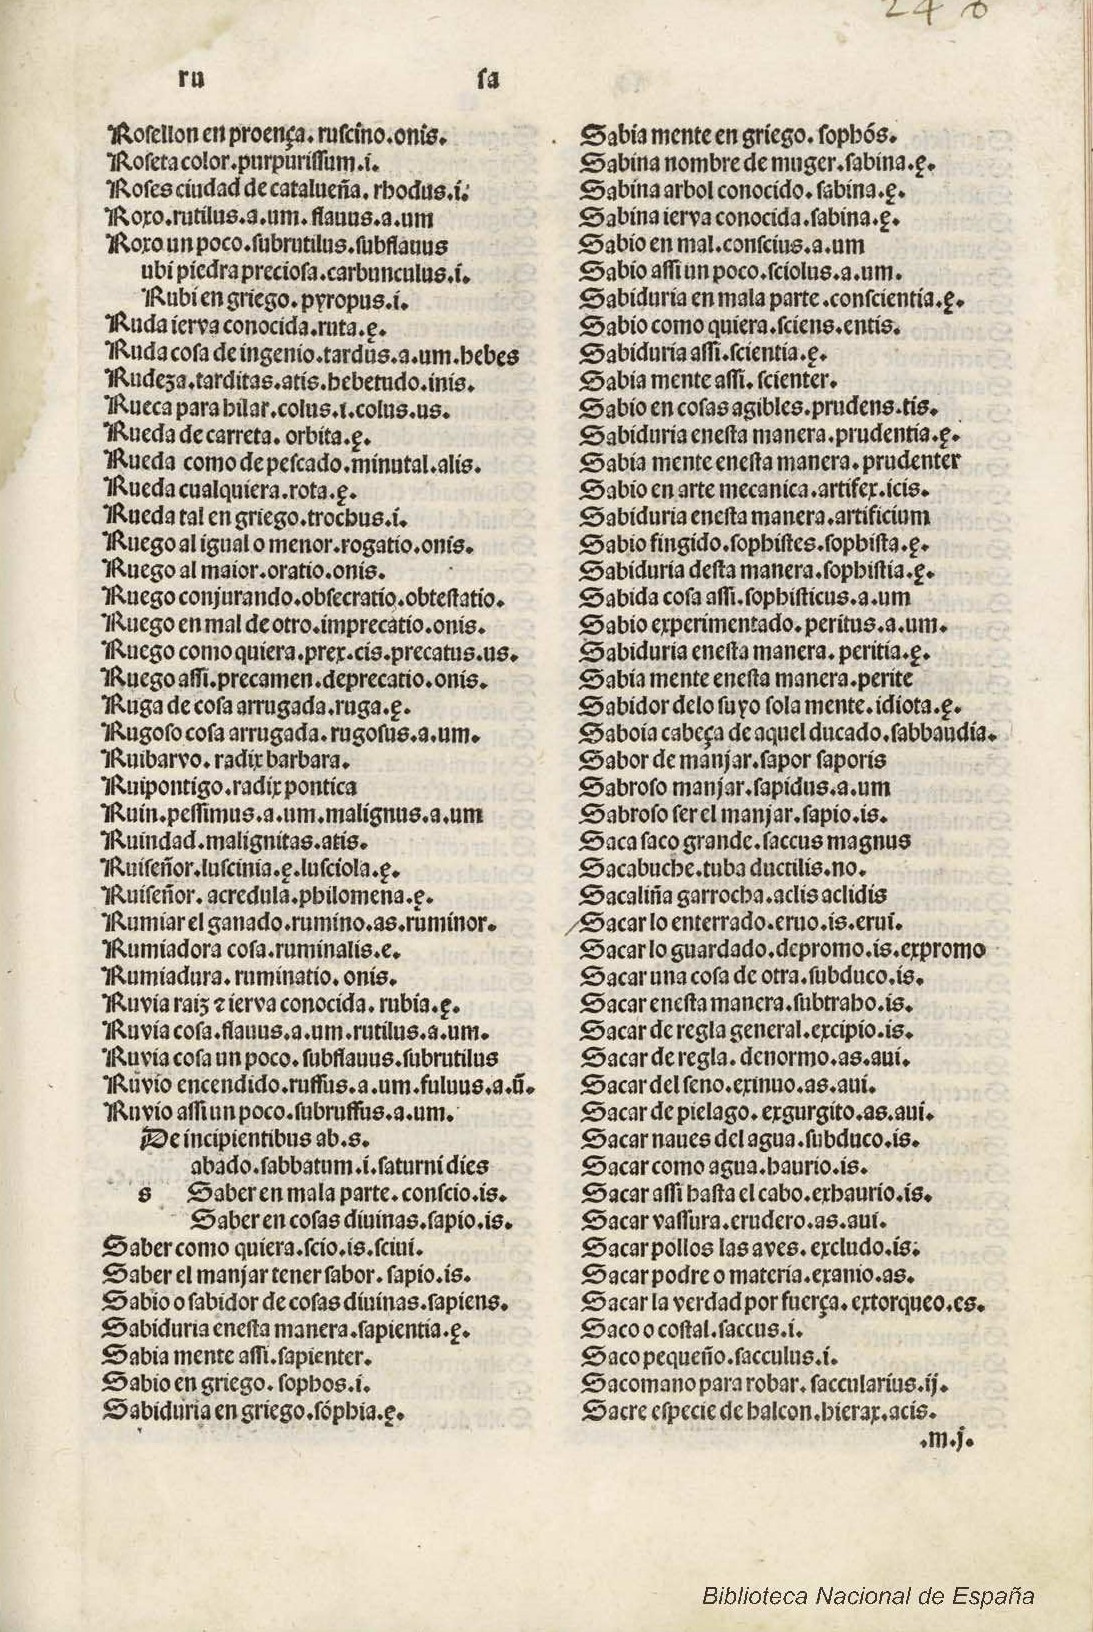 248
ru sa
Rosellon en proença. ruscino.onis.
Roseta color.purpurissum.i.
Roses ciudad de catalueña. rhodus.i.
Roxo.rutilus.a.um. flauus.a.um
Roxo un poco.subrutilus.subflauus
ubi piedra preciosa.carbunculus.i.
Rubi en griego. pyropus.i.
Ruda ierva conocida.ruta.ę.
Ruda cosa de ingenio.tardus.a.um.hebes
Rudeza.tarditas.atis.hebetudo.inis.
Rueca para hilar.colus.i.colus.us.
Rueda de carreta. orbita.ę.
Rueda como de pescado.minutal.alis.
Rueda cualquiera.rota.ę.
Rueda tal en griego.trochus.i.
Ruego al igual o menor.rogatio.onis.
Ruego al maior.oratio.onis.
Ruego conjurando.obsecratio.obtestatio.
Ruego en mal de otro.imprecatio.onis.
Ruego como quiera.prex.cis.precatus.us.
Ruego assi.precamen.deprecatio.onis.
Ruga de cosa arrugada.ruga.ę.
Rugoso cosa arrugada.rugosus.a.um.
Ruibarvo. radix barbara.
Ruipontigo.radix pontica
Ruin.pessimus.a.um.malignus.a.um
Ruindad.malignitas.atis.
Ruiseñor.luscinia.ę.lusciola.ę.
Ruiseñor. acredula.philomena.ę.
Rumiar el ganado.rumino.as.ruminor.
Rumiadora cosa.ruminalis.e.
Rumiadura. ruminatio. onis.
Ruvia raiz ⁊ ierva conocida. rubia.ę.
Ruvia cosa.flauus.a.um.rutilus.a.um.
Ruvia cosa un poco. subflauus.subrutilus
Ruvio encendido.ruffus.a.um.fuluus.a.ũ.
Ruvio assi un poco.subruffus.a.um.
De incipientibus ab.s.
abado.sabbatum.i.saturni dies
s Saber en mala parte. conscio.is.
Saber en cosas divinas.sapio.is.
Saber como quiera.scio.is.sciui.
Saber el manjar tener sabor. sapio.is.
Sabio o sabidor de cosas divinas.sapiens.
Sabiduria enesta manera.sapientia.ę.
Sabia mente assi.sapienter.
Sabio en griego. sophos.i.
Sabiduria en griego.sophia.ę.
Sabia mente en griego. sophós.
Sabina nombre de muger.sabina.ę.
Sabina arbol conocido. sabina.ę.
Sabina ierva conocida.sabina.ę.
Sabio en mal.conscius.a.um
Sabio assi un poco.sciolus.a.um.
Sabiduria en mala parte.conscientia.ę.
Sabio como quiera.sciens.entis.
Sabiduria assi.scientia.ę.
Sabia mente assi. scienter.
Sabio en cosas agibles.prudens.tis.
Sabiduria enesta manera.prudentia.ę.
Sabia mente enesta manera. prudenter
Sabio en arte mecanica.artifex.icis.
Sabiduria enesta manera.artificium
Sabio fingido.sophistes.sophista.ę.
Sabiduria desta manera.sophistia.ę.
Sabida cosa assi.sophisticus.a.um
Sabio experimentado. peritus.a.um.
Sabiduria enesta manera. peritia.ę.
Sabia mente enesta manera.perite
Sabidor delo suyo sola mente.idiota.ę.
Saboia cabeça de aquel ducado.sabbaudia.
Sabor de manjar.sapor saporis
Sabroso manjar.sapidus.a.um
Sabroso ser el manjar.sapio.is.
Saca saco grande.saccus magnus
Sacabuche.tuba ductilis.no.
Sacaliña garrocha.aclis aclidis
Sacar lo enterrado.eruo.is.erui.
Sacar lo guardado.depromo.is.expromo
Sacar una cosa de otra.subduco.is.
Sacar enesta manera.subtraho.is.
Sacar de regla general.excipio.is.
Sacar de regla. denormo.as.aui.
Sacar del seno.exinuo.as.aui.
Sacar de pielago. exgurgito.as.aui.
Sacar naues del agua.subduco.is.
Sacar como agua.haurio.is.
Sacar assi hasta el cabo.exhaurio.is.
Sacar vassura.erudero.as.aui.
Sacar pollos las aves. excludo.is.
Sacar podre o materia.exanio.as.
Sacar la verdad por fuerça.extorqueo.es.
Saco o costal.saccus.i.
Saco pequeño.sacculus.i.
Sacomano para robar. saccularius.ij.
Sacre especie de halcon.hierax.acis.
.m.j.
Biblioteca Nacional de España